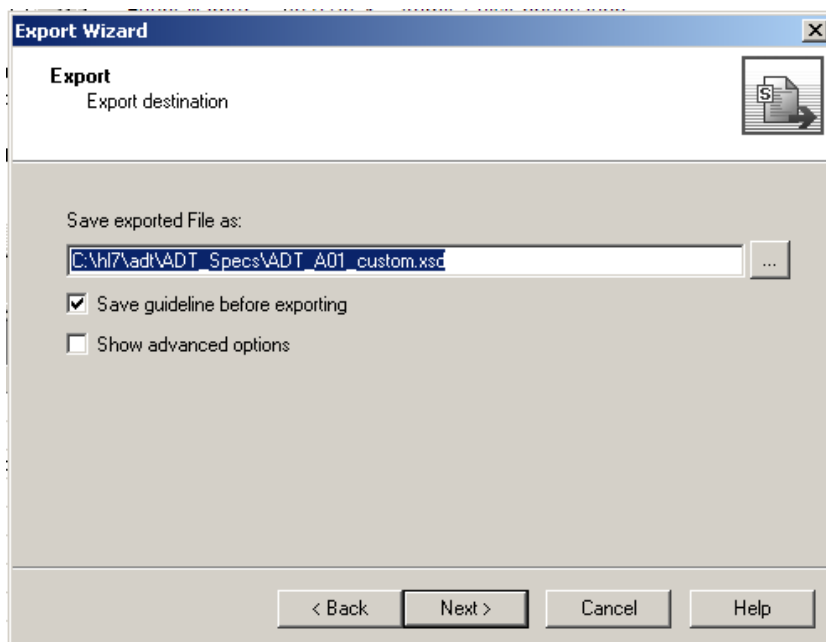 Export Wizard
Export
Export destination
S
Save exported File as:
C:\hl7\adt\ADT_Specs\ADT_A01_custom.xsd
...
Save guideline before exporting
Show advanced options
< Back Next > Cancel Help